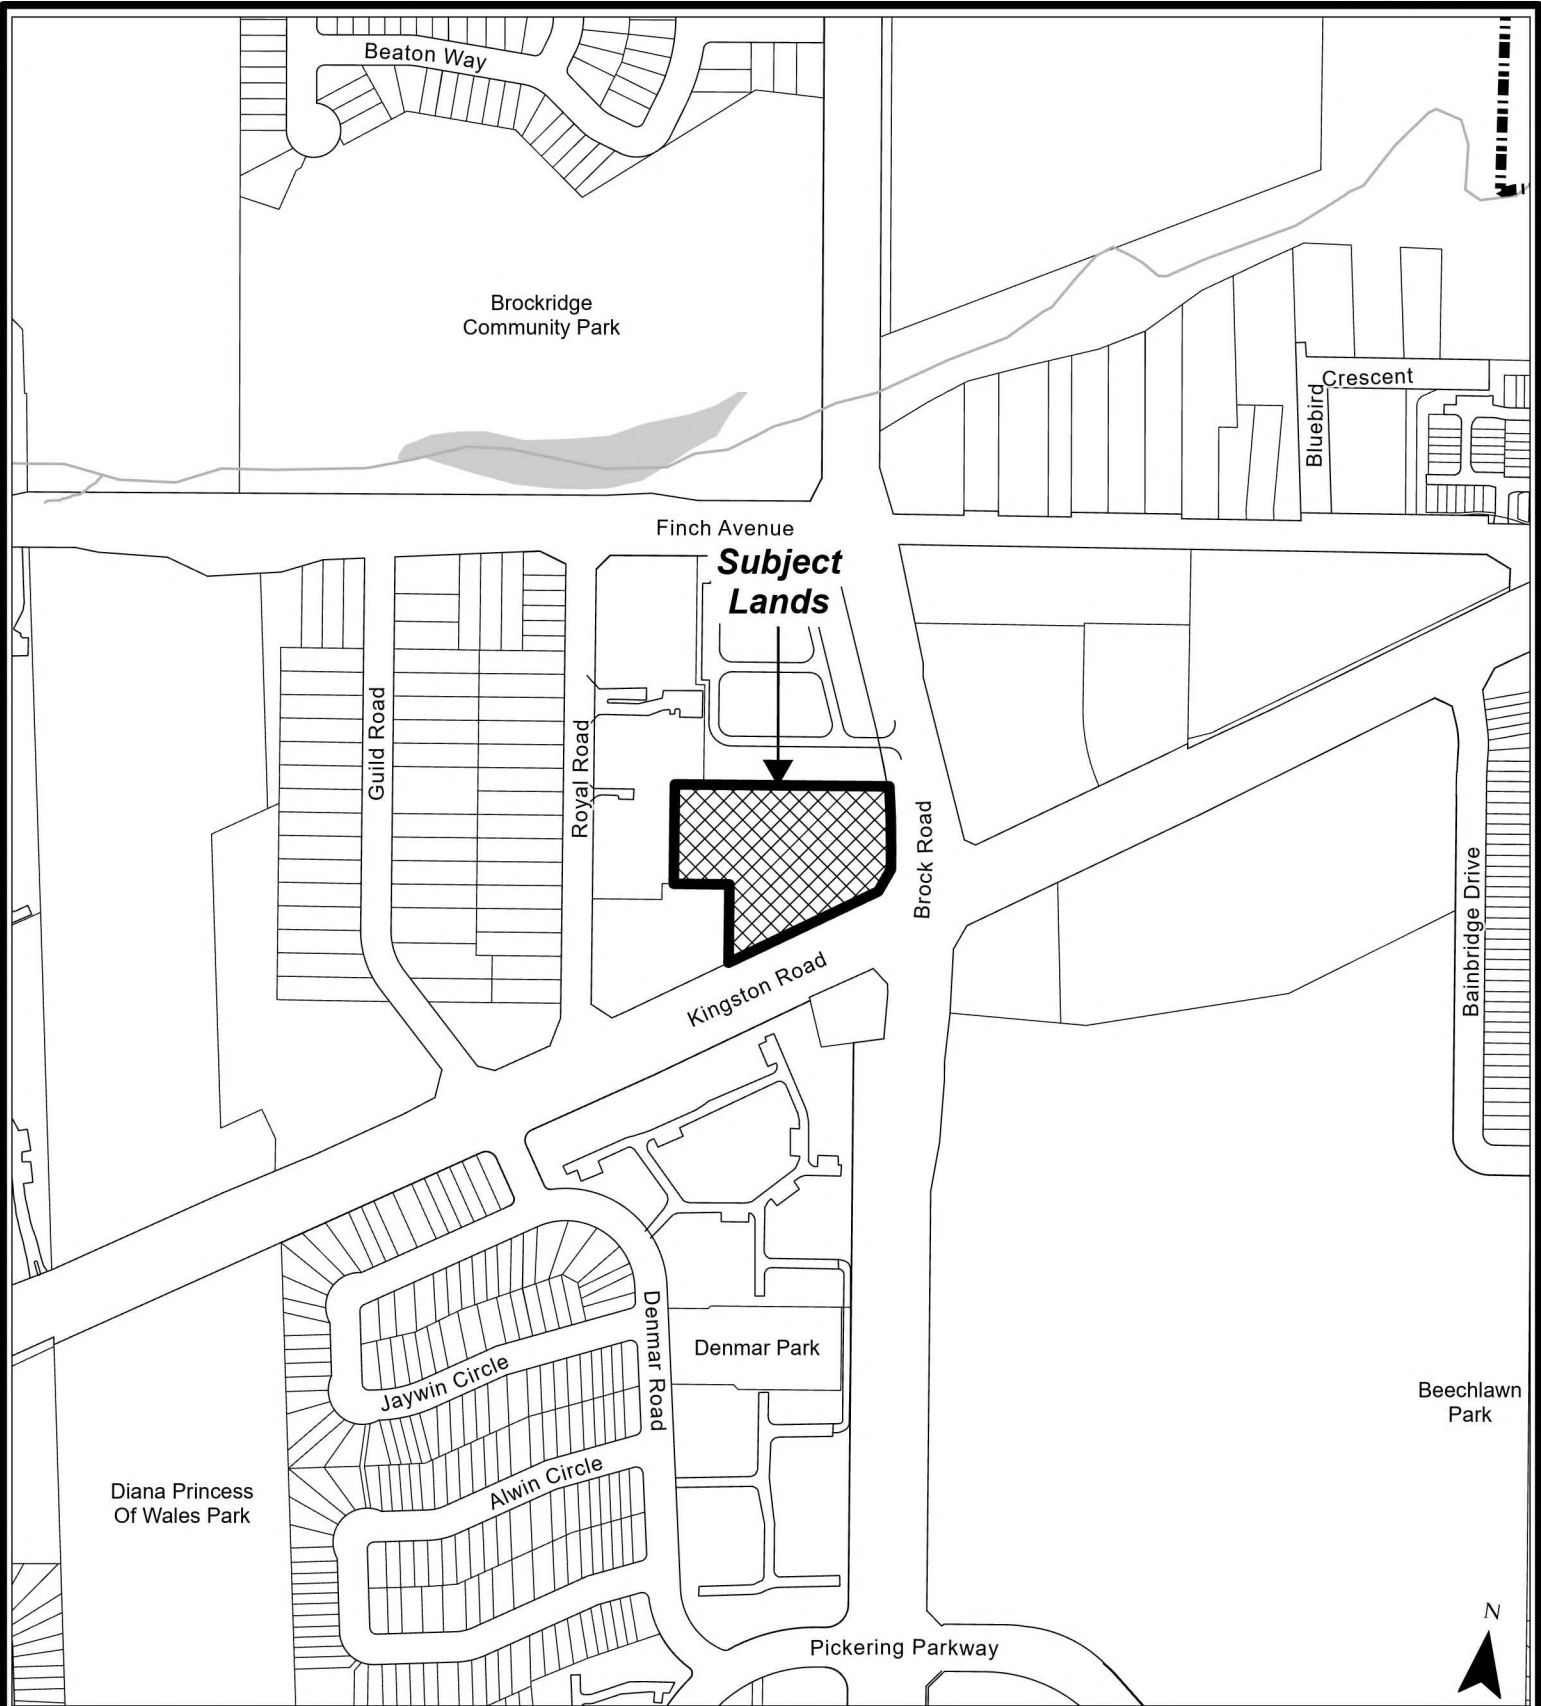 Beaton Way
Brockridge
Community Park
Crescent
Bluebird
Finch Avenue
Subject
Lands
Guild Road
Royal Road
Brock Road
Bainbridge Drive
Kingston Road
Denmar Road
Denmar Park
Jaywin Circle
Beechlawn
Park
Alwin Circle
Diana Princess
Of Wales Park
N
Pickering Parkway